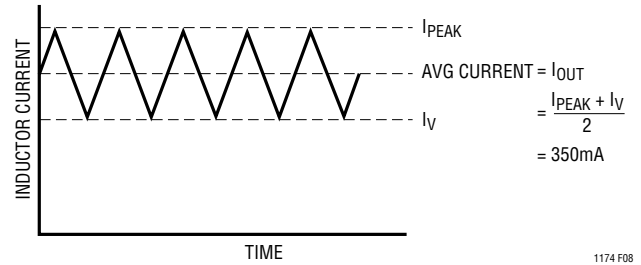 INDUCTOR CURRENT
IPEAK
AVG CURRENT = IOUT
= IPEAK + IV
2
IV
= 350mA
TIME
1174 F08